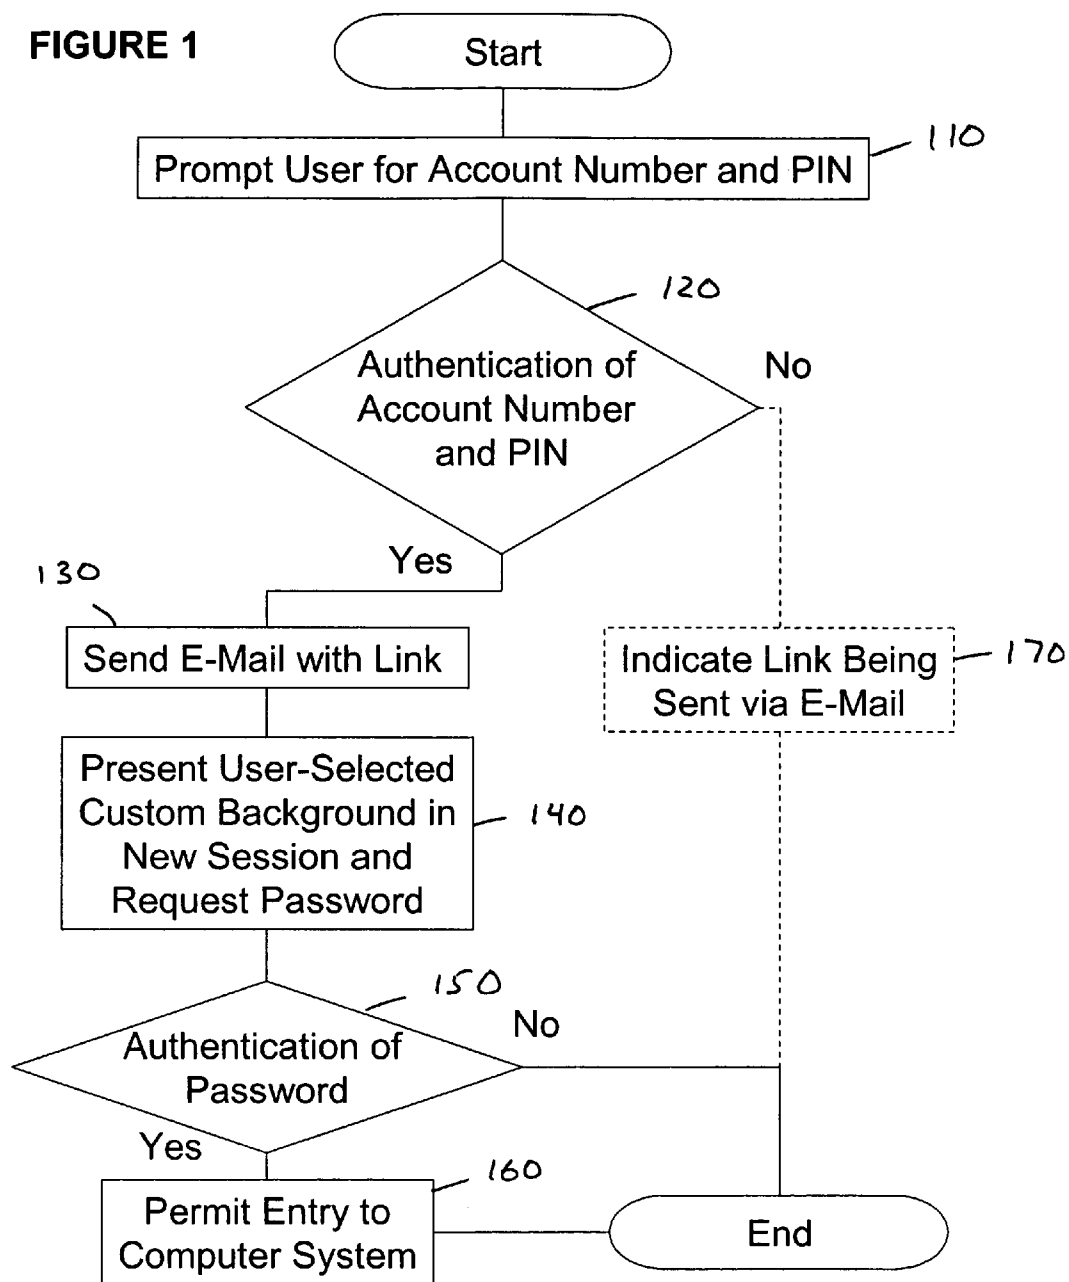 FIGURE 1
Start
110
Prompt User for Account Number and PIN
120
Authentication of
Account Number
and PIN
No
Yes
130
Send E-Mail with Link
Indicate Link Being
Sent via E-Mail
170
Present User-Selected
Custom Background in
New Session and
Request Password
140
150
Authentication of
Password
No
Yes
160
Permit Entry to
Computer System
End